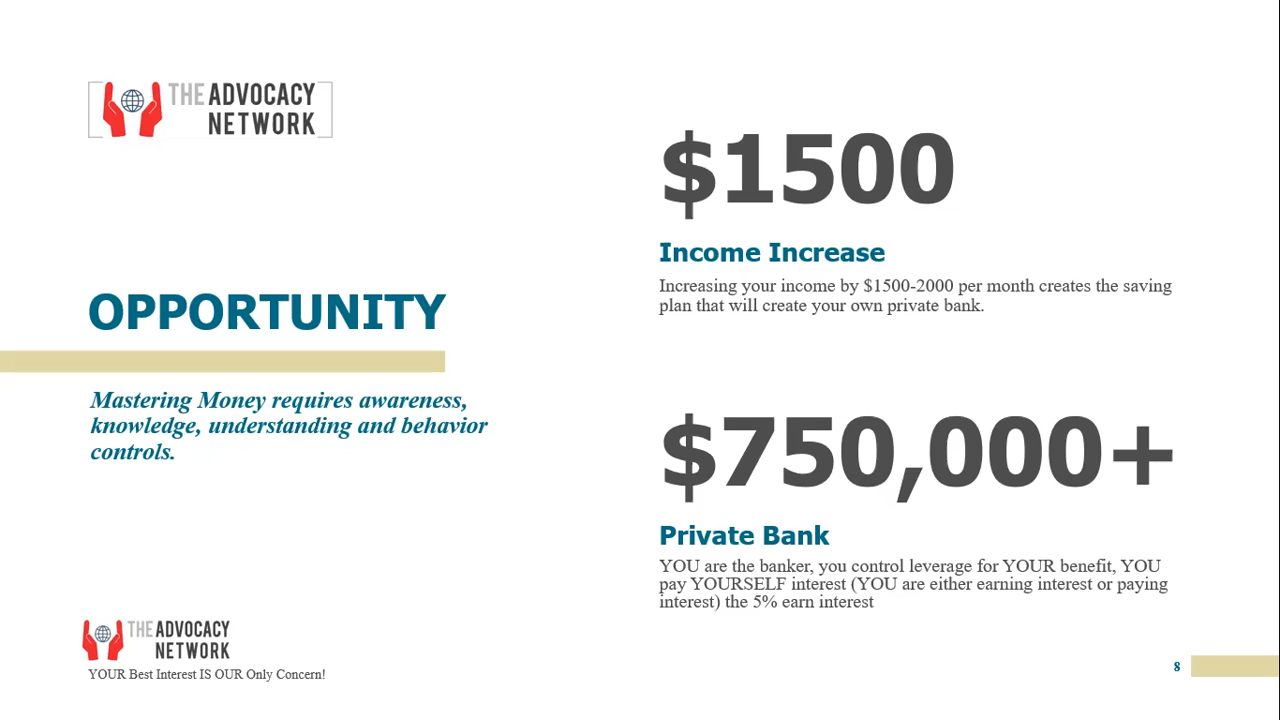 THE ADVOCACY
NETWORK
OPPORTUNITY
Mastering Money requires awareness,
knowledge, understanding and behavior
controls.
$1500
Income Increase
Increasing your income by $1500-2000 per month creates the saving
plan that will create your own private bank.
$750,000+
Private Bank
YOU are the banker, you control leverage for YOUR benefit, YOU
pay YOURSELF interest (YOU are either earning interest or paying
interest) the 5% earn interest
THE ADVOCACY
NETWORK
YOUR Best Interest IS OUR Only Concern!
8